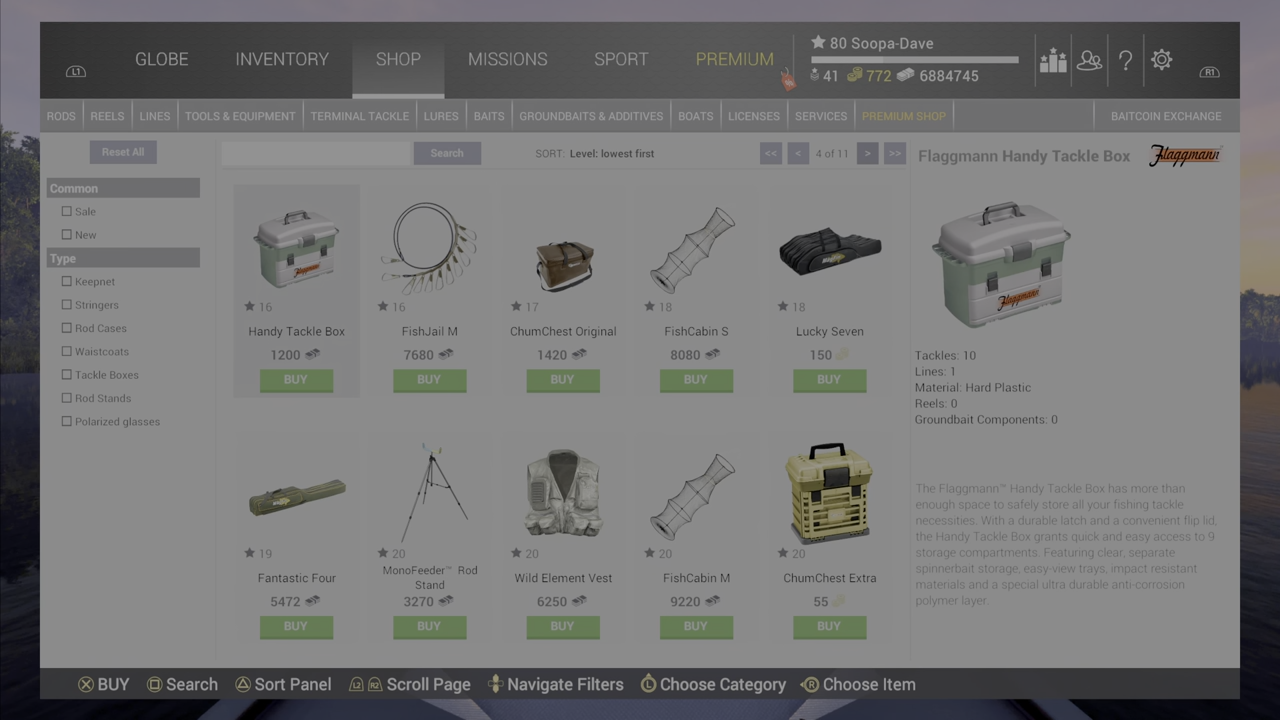 GLOBE
INVENTORY
SHOP
MISSIONS
SPORT
PREMIUM
80 Soopa-Dave
41 772 6884745
L1
R1
?
RODS
REELS
LINES
TOOLS & EQUIPMENT
TERMINAL TACKLE
LURES
BAITS
GROUNDBAITS & ADDITIVES
BOATS
LICENSES
SERVICES
PREMIUM SHOP
BAITCOIN EXCHANGE
Reset All
Search
SORT: Level: lowest first
<< < 4 of 11 > >>
Common
Sale
New
Type
Keepnet
Stringers
Rod Cases
Waistcoats
Tackle Boxes
Rod Stands
Polarized glasses
Flaggmann
16
Handy Tackle Box
1200
BUY
16
FishJail M
7680
BUY
17
ChumChest Original
1420
BUY
18
FishCabin S
8080
BUY
18
Lucky Seven
150
BUY
19
Fantastic Four
5472
BUY
20
MonoFeeder™ Rod
Stand
3270
BUY
20
Wild Element Vest
6250
BUY
20
FishCabin M
9220
BUY
20
ChumChest Extra
55
BUY
Flaggmann Handy Tackle Box
Flaggmann
Flaggmann
Tackles: 10
Lines: 1
Material: Hard Plastic
Reels: 0
Groundbait Components: 0
The Flaggmann™ Handy Tackle Box has more than
enough space to safely store all your fishing tackle
necessities. With a durable latch and a convenient flip lid,
the Handy Tackle Box grants quick and easy access to 9
storage compartments. Featuring clear, separate
spinnerbait storage, easy-view trays, impact resistant
materials and a special ultra durable anti-corrosion
polymer layer.
BUY
Search
Sort Panel
L2 R2 Scroll Page
Navigate Filters
L Choose Category
R Choose Item